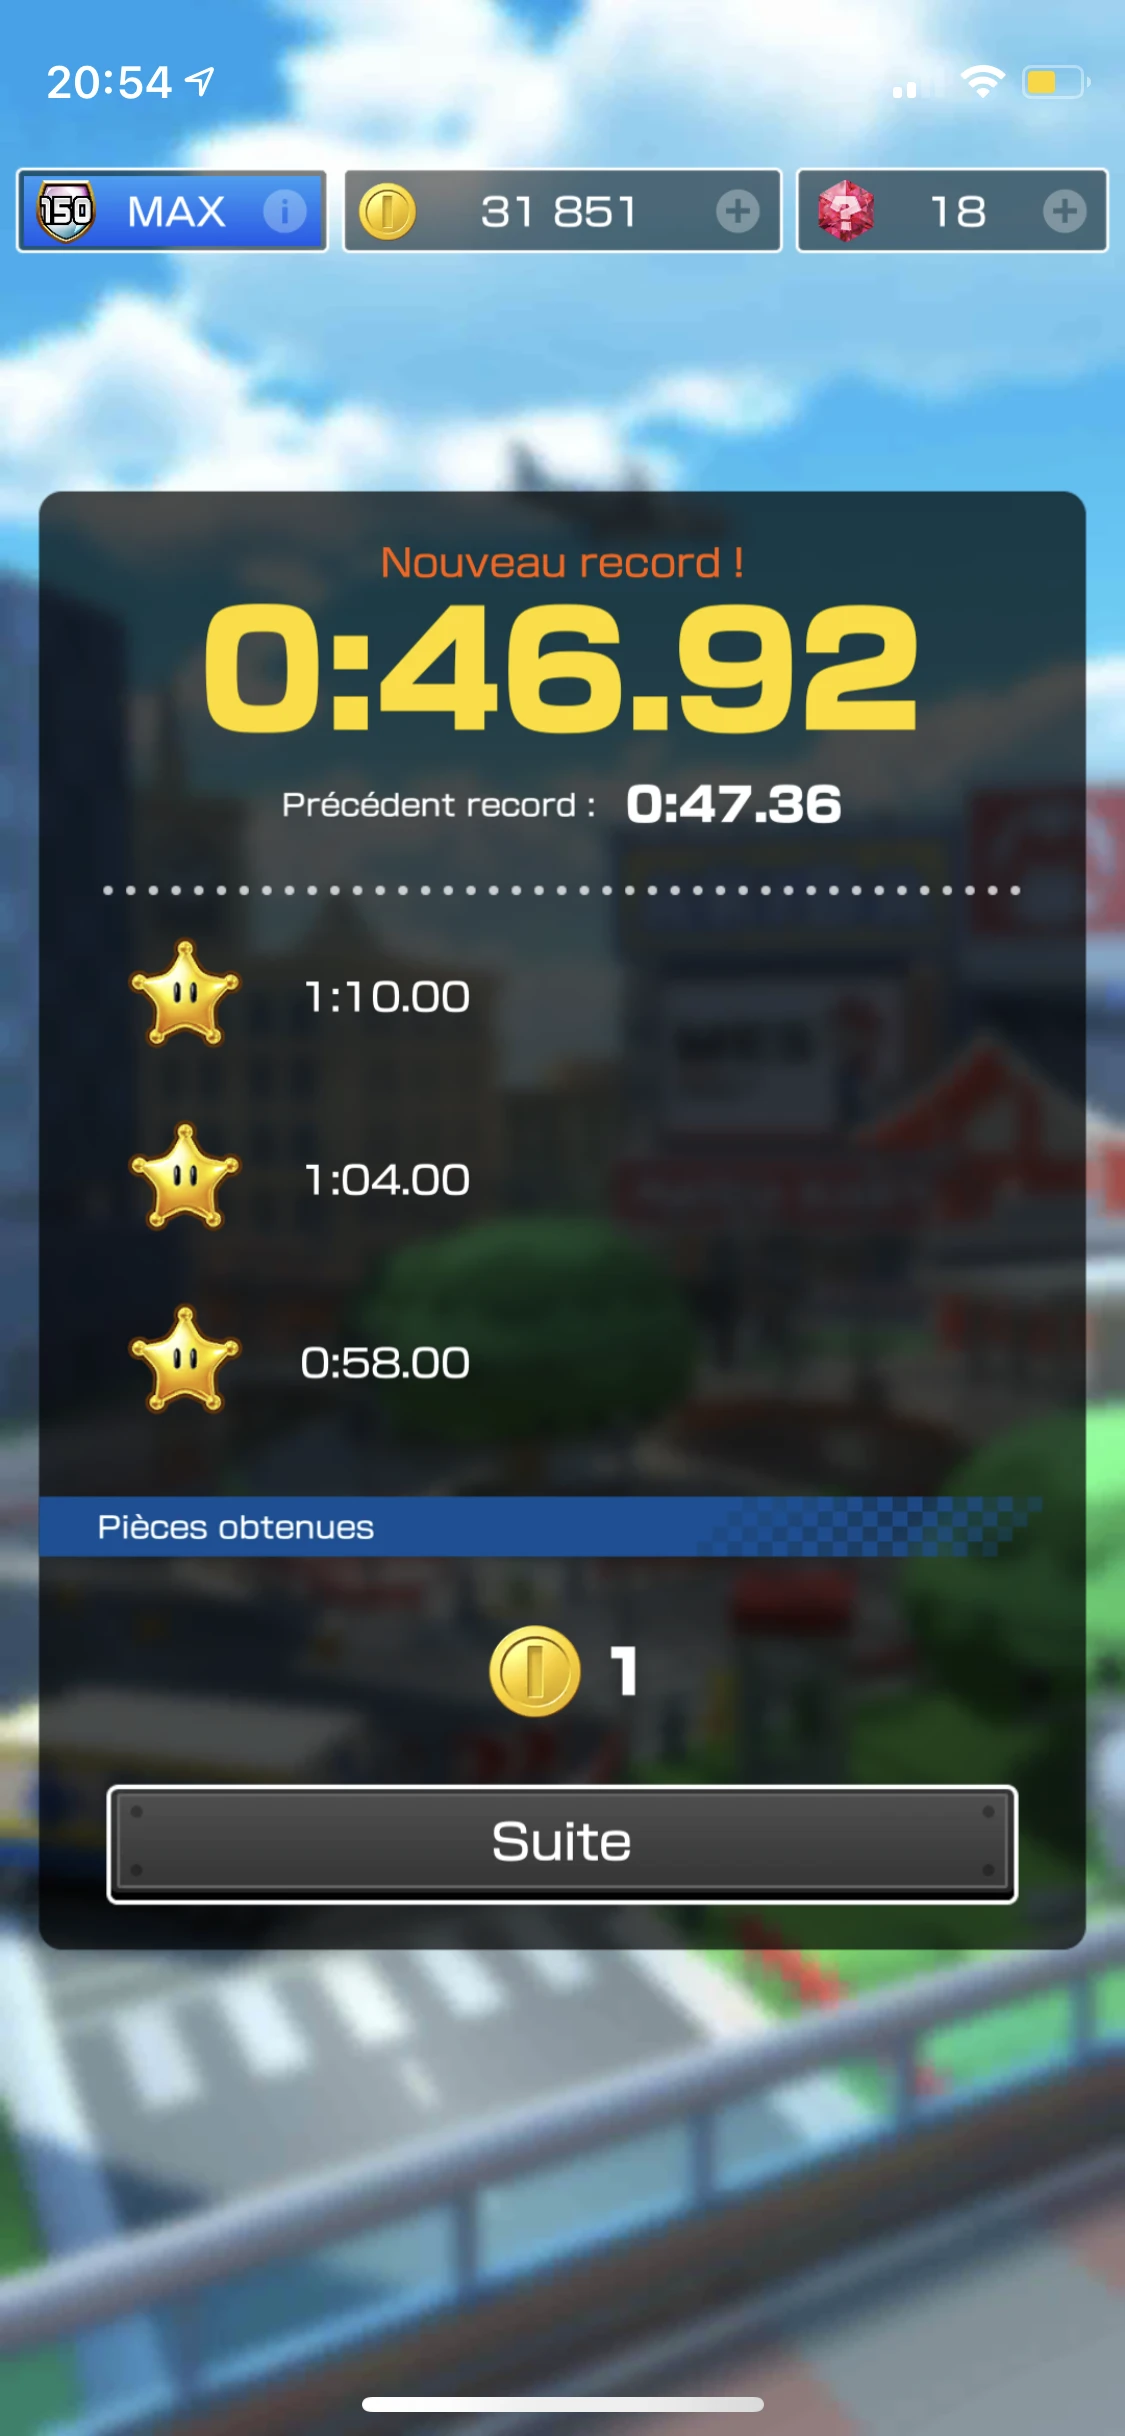 20:54
150 MAX i 31 851 + ? 18 +
Nouveau record !
0:46.92
Précédent record : 0:47.36
1:10.00
1:04.00
0:58.00
Pièces obtenues
1
Suite